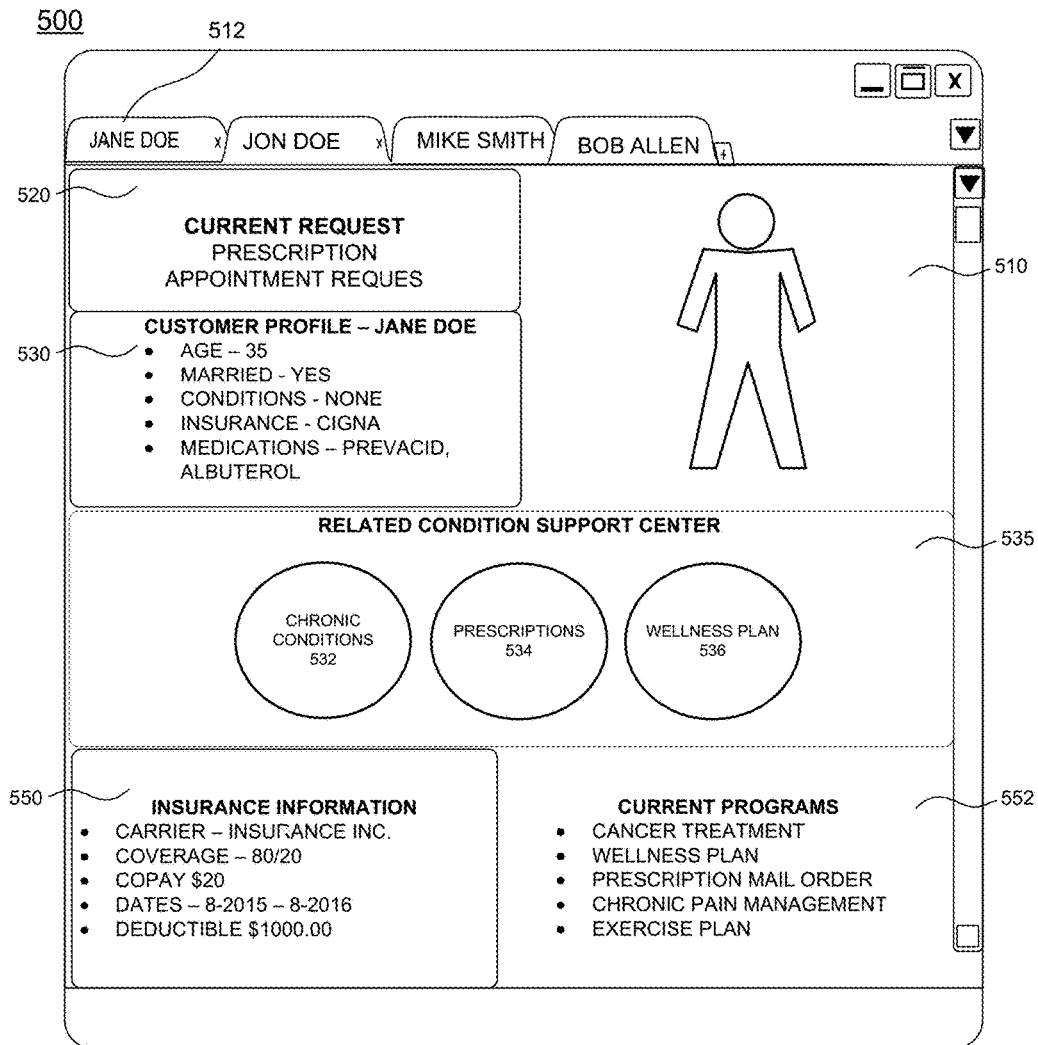 500
512
X
JANE DOE x JON DOE x MIKE SMITH BOB ALLEN +
520
CURRENT REQUEST
PRESCRIPTION
APPOINTMENT REQUES
510
530
CUSTOMER PROFILE – JANE DOE
• AGE – 35
• MARRIED - YES
• CONDITIONS - NONE
• INSURANCE - CIGNA
• MEDICATIONS – PREVACID,
ALBUTEROL
RELATED CONDITION SUPPORT CENTER
535
CHRONIC
CONDITIONS
532
PRESCRIPTIONS
534
WELLNESS PLAN
536
550
INSURANCE INFORMATION
• CARRIER – INSURANCE INC.
• COVERAGE – 80/20
• COPAY $20
• DATES – 8-2015 – 8-2016
• DEDUCTIBLE $1000.00
552
CURRENT PROGRAMS
• CANCER TREATMENT
• WELLNESS PLAN
• PRESCRIPTION MAIL ORDER
• CHRONIC PAIN MANAGEMENT
• EXERCISE PLAN